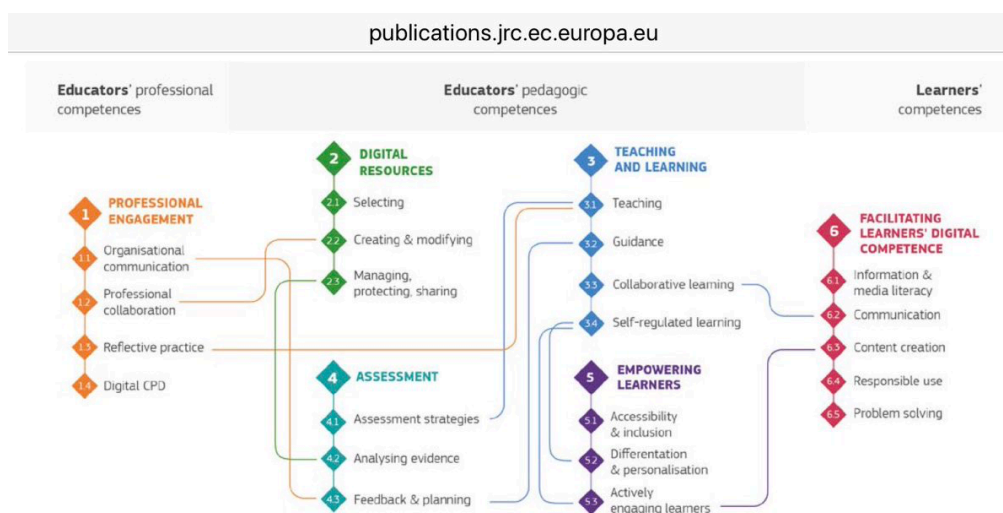 publications.jrc.ec.europa.eu
Educators' professional
competences
Educators' pedagogic
competences
Learners'
competences
1
PROFESSIONAL
ENGAGEMENT
1.1
Organisational
communication
1.2
Professional
collaboration
1.3
Reflective practice
1.4
Digital CPD
2
DIGITAL
RESOURCES
2.1
Selecting
2.2
Creating & modifying
2.3
Managing,
protecting, sharing
3
TEACHING
AND LEARNING
3.1
Teaching
3.2
Guidance
3.3
Collaborative learning
3.4
Self-regulated learning
4
ASSESSMENT
4.1
Assessment strategies
4.2
Analysing evidence
4.3
Feedback & planning
5
EMPOWERING
LEARNERS
5.1
Accessibility
& inclusion
5.2
Differentation
& personalisation
5.3
Actively
engaging learners
6
FACILITATING
LEARNERS' DIGITAL
COMPETENCE
6.1
Information &
media literacy
6.2
Communication
6.3
Content creation
6.4
Responsible use
6.5
Problem solving